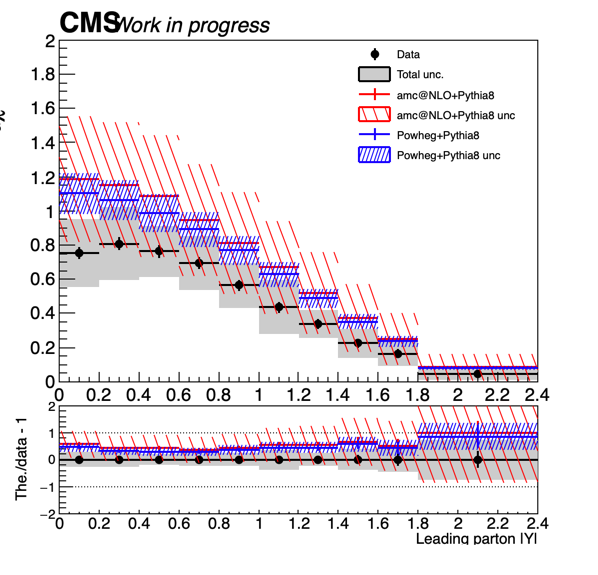 CMS Work in progress
2
1.8
1.6
1.4
1.2
1
0.8
0.6
0.4
0.2
0
Data
Total unc.
amc@NLO+Pythia8
amc@NLO+Pythia8 unc
Powheg+Pythia8
Powheg+Pythia8 unc
0 0.2 0.4 0.6 0.8 1 1.2 1.4 1.6 1.8 2 2.2 2.4
The./data - 1
2
1
0
−1
−2
0 0.2 0.4 0.6 0.8 1 1.2 1.4 1.6 1.8 2 2.2 2.4
Leading parton |Y|